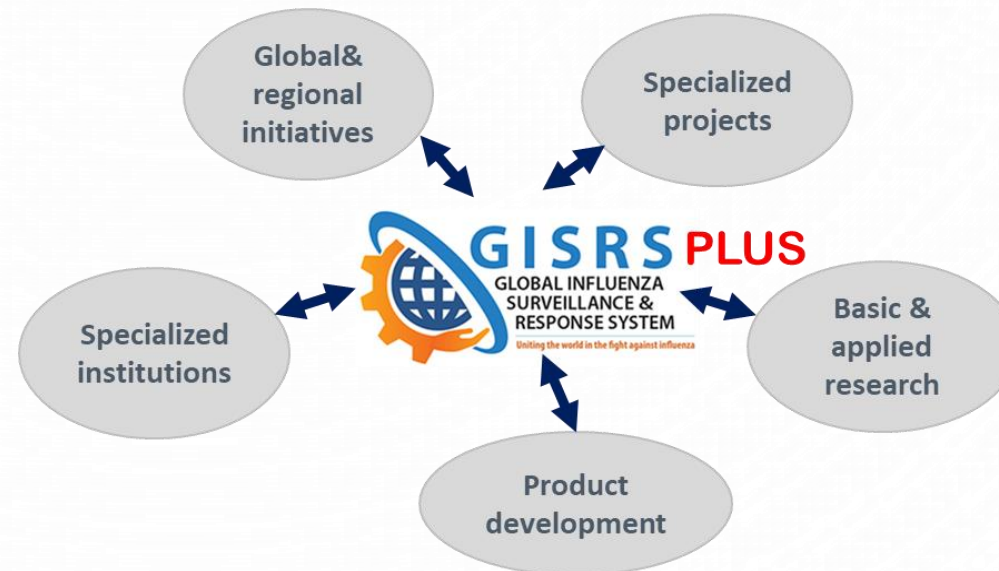 Global&
regional
initiatives
Specialized
projects
GISRS PLUS
GLOBAL INFLUENZA
SURVEILLANCE &
RESPONSE SYSTEM
Uniting the world in the fight against influenza
Specialized
institutions
Basic &
applied
research
Product
development